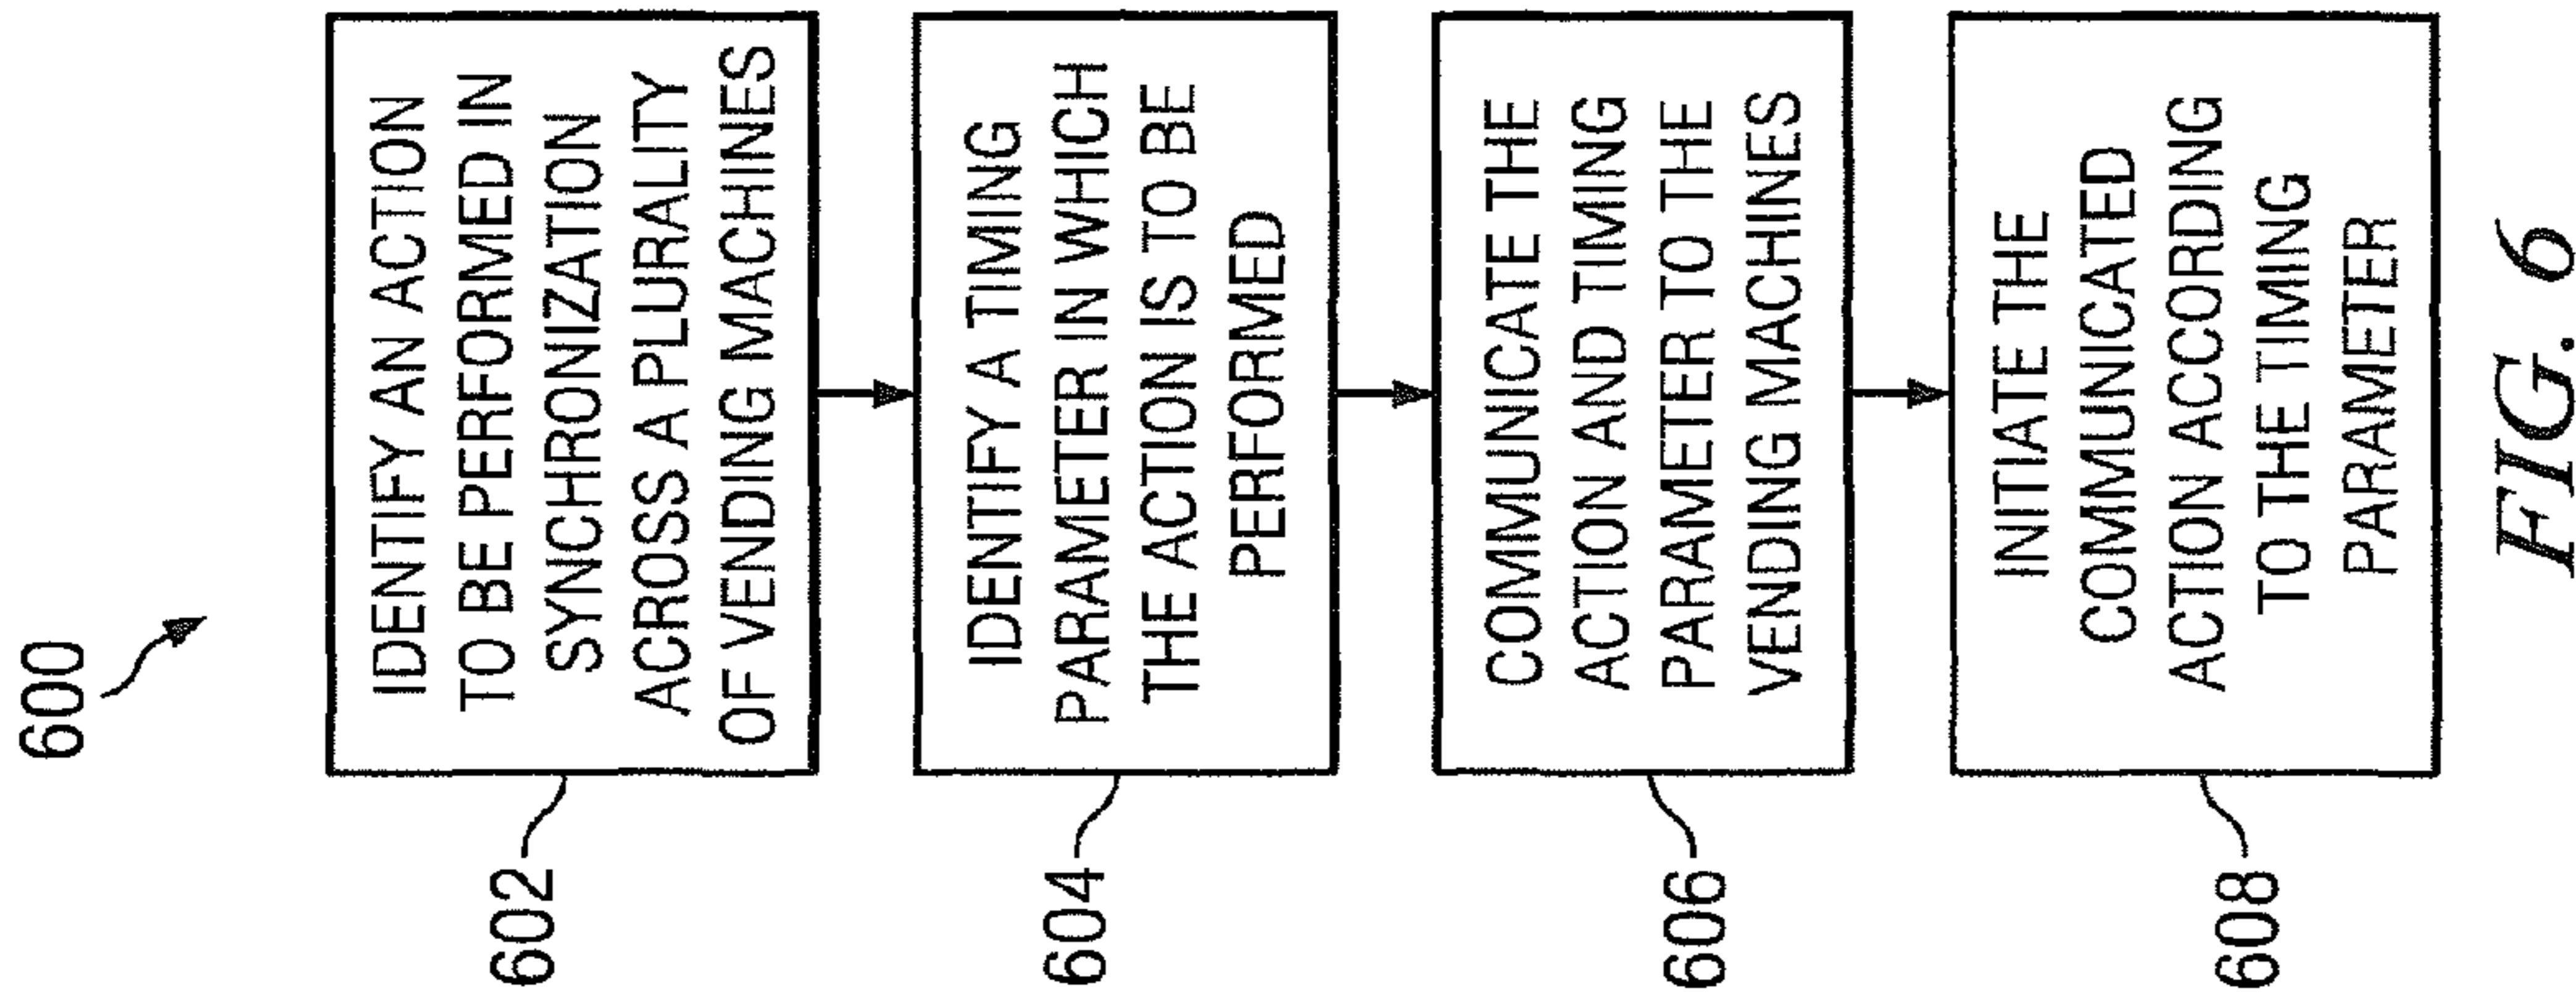 600
602
IDENTIFY AN ACTION
TO BE PERFORMED IN
SYNCHRONIZATION
ACROSS A PLURALITY
OF VENDING MACHINES
604
IDENTIFY A TIMING
PARAMETER IN WHICH
THE ACTION IS TO BE
PERFORMED
606
COMMUNICATE THE
ACTION AND TIMING
PARAMETER TO THE
VENDING MACHINES
608
INITIATE THE
COMMUNICATED
ACTION ACCORDING
TO THE TIMING
PARAMETER
FIG. 6